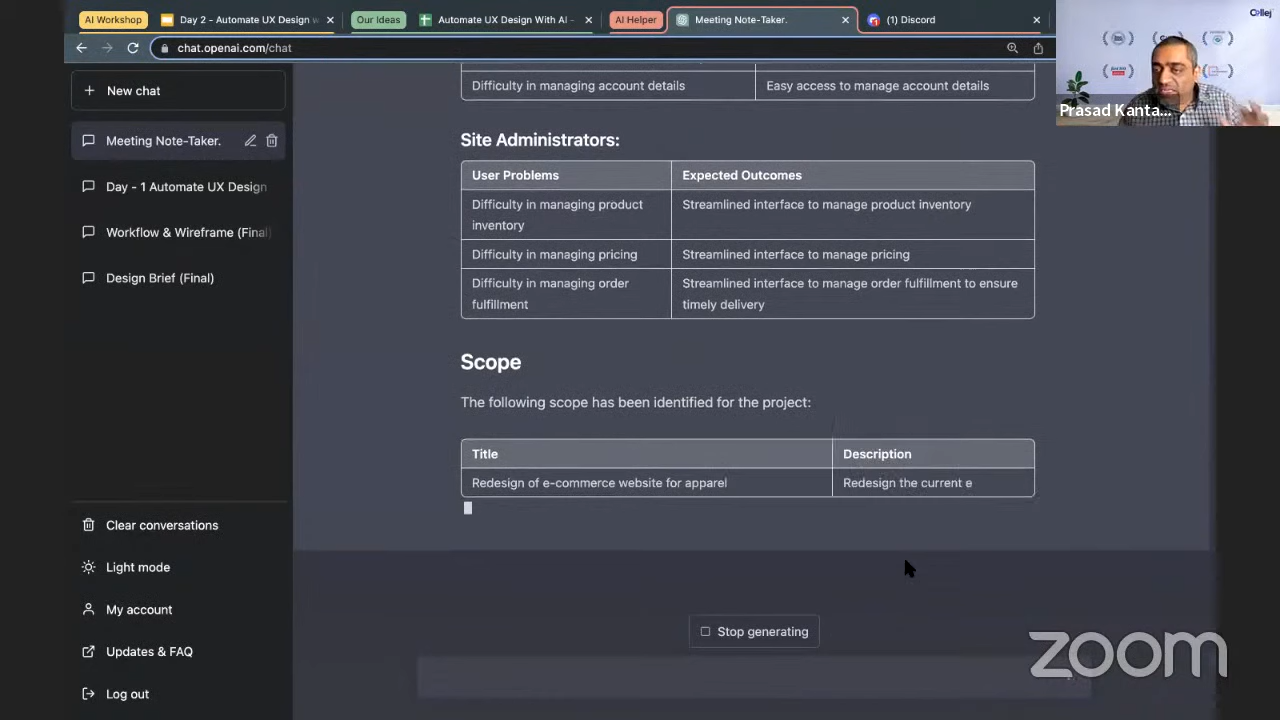 AI Workshop
Day 2 - Automate UX Design w
Our Ideas
Automate UX Design With AI -
AI Helper
Meeting Note-Taker.
(1) Discord
chat.openai.com/chat
Collej
Prasad Kanta...
New chat
Meeting Note-Taker.
Day - 1 Automate UX Design
Workflow & Wireframe (Final)
Design Brief (Final)
Clear conversations
Light mode
My account
Updates & FAQ
Log out
Difficulty in managing account details Easy access to manage account details
Site Administrators:
User Problems Expected Outcomes
Difficulty in managing product Streamlined interface to manage product inventory
inventory
Difficulty in managing pricing Streamlined interface to manage pricing
Difficulty in managing order Streamlined interface to manage order fulfillment to ensure
fulfillment timely delivery
Scope
The following scope has been identified for the project:
Title Description
Redesign of e-commerce website for apparel Redesign the current e
Stop generating
zoom